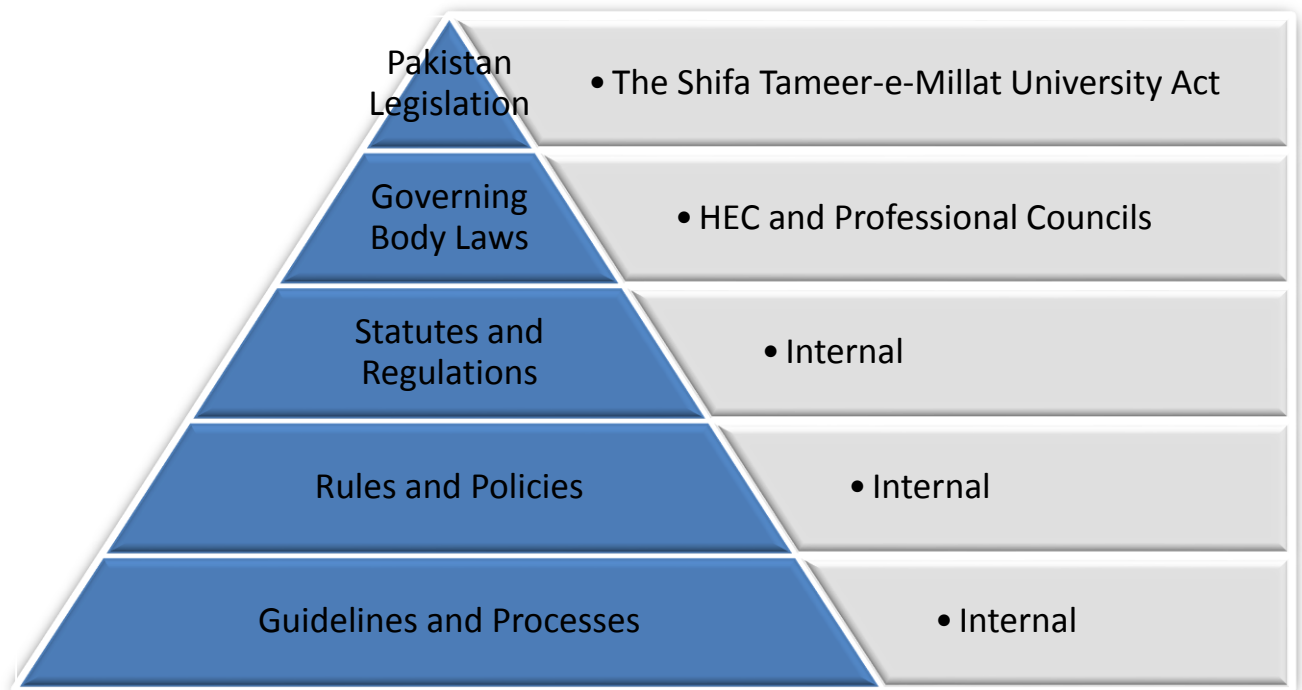 Pakistan
Legislation
• The Shifa Tameer-e-Millat University Act
Governing
Body Laws
• HEC and Professional Councils
Statutes and
Regulations
• Internal
Rules and Policies
• Internal
Guidelines and Processes
• Internal